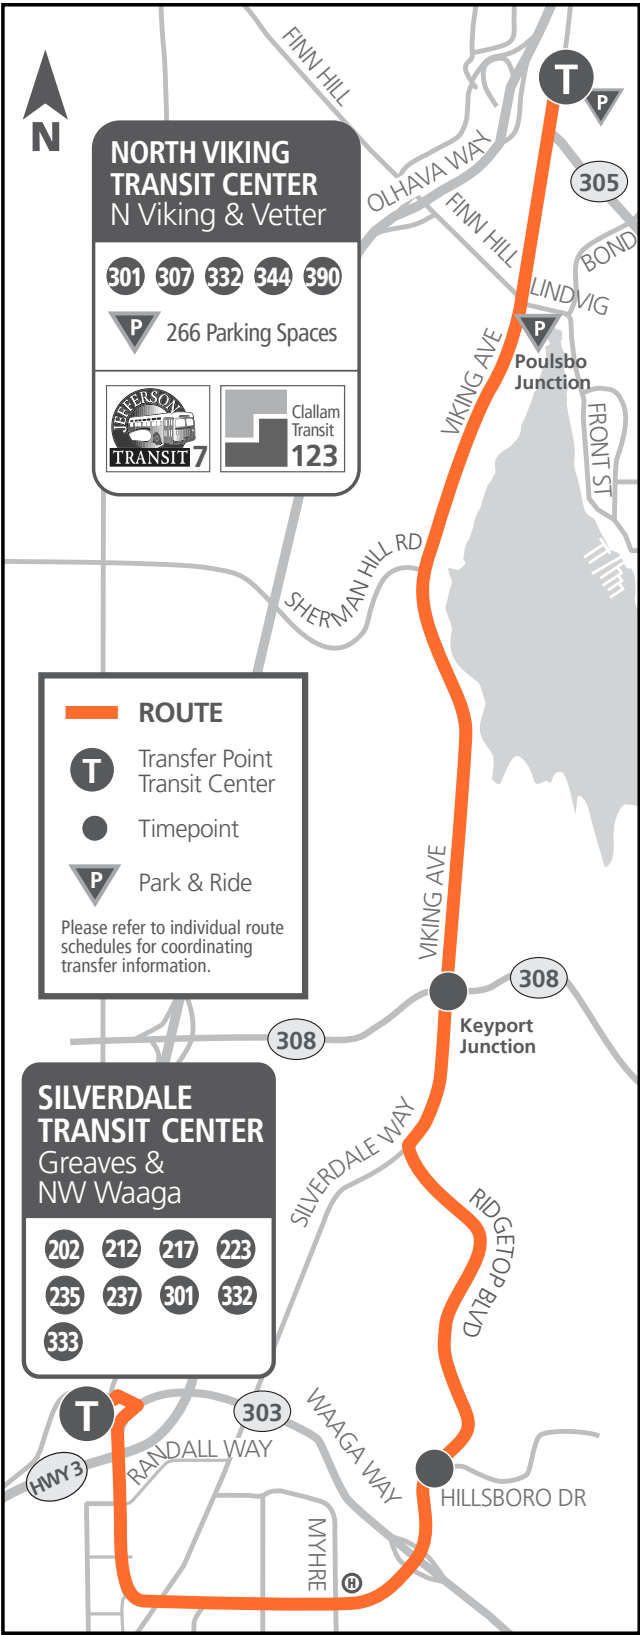 N
FINN HILL
T
P
NORTH VIKING
TRANSIT CENTER
N Viking & Vetter
301 307 332 344 390
P 266 Parking Spaces
JEFFERSON
TRANSIT 7
Clallam
Transit
123
OLHAVA WAY
305
FINN HILL
BOND
LINDVIG
P
Poulsbo
Junction
VIKING AVE
FRONT ST
SHERMAN HILL RD
ROUTE
T
Transfer Point
Transit Center
Timepoint
P
Park & Ride
Please refer to individual route
schedules for coordinating
transfer information.
VIKING AVE
308
Keyport
Junction
308
SILVERDALE
TRANSIT CENTER
Greaves &
NW Waaga
202 212 217 223
235 237 301 332
333
SILVERDALE WAY
RIDGETOP BLVD
T
303
WAAGA WAY
RANDALL WAY
HWY 3
HILLSBORO DR
MYHRE
H